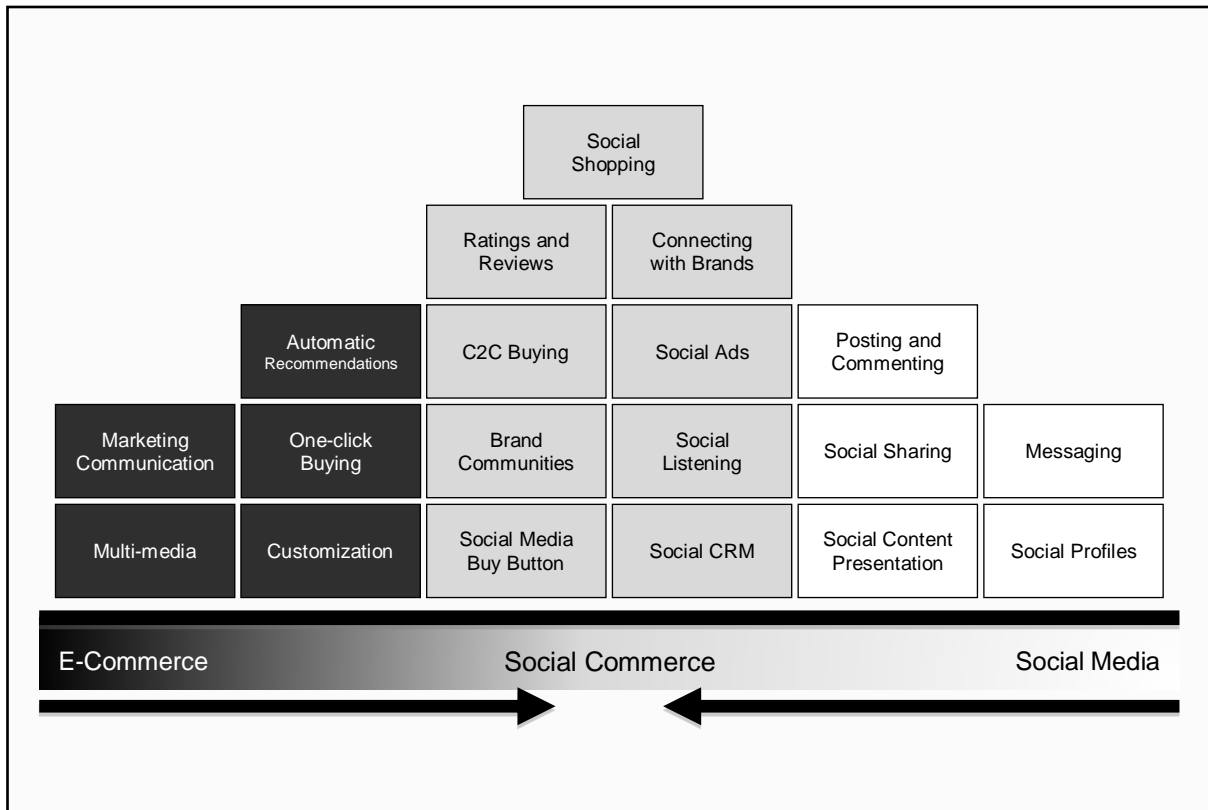 Social
Shopping
Ratings and
Reviews
Connecting
with Brands
Automatic
Recommendations
C2C Buying
Social Ads
Posting and
Commenting
Marketing
Communication
One-click
Buying
Brand
Communities
Social
Listening
Social Sharing
Messaging
Multi-media
Customization
Social Media
Buy Button
Social CRM
Social Content
Presentation
Social Profiles
E-Commerce
Social Commerce
Social Media